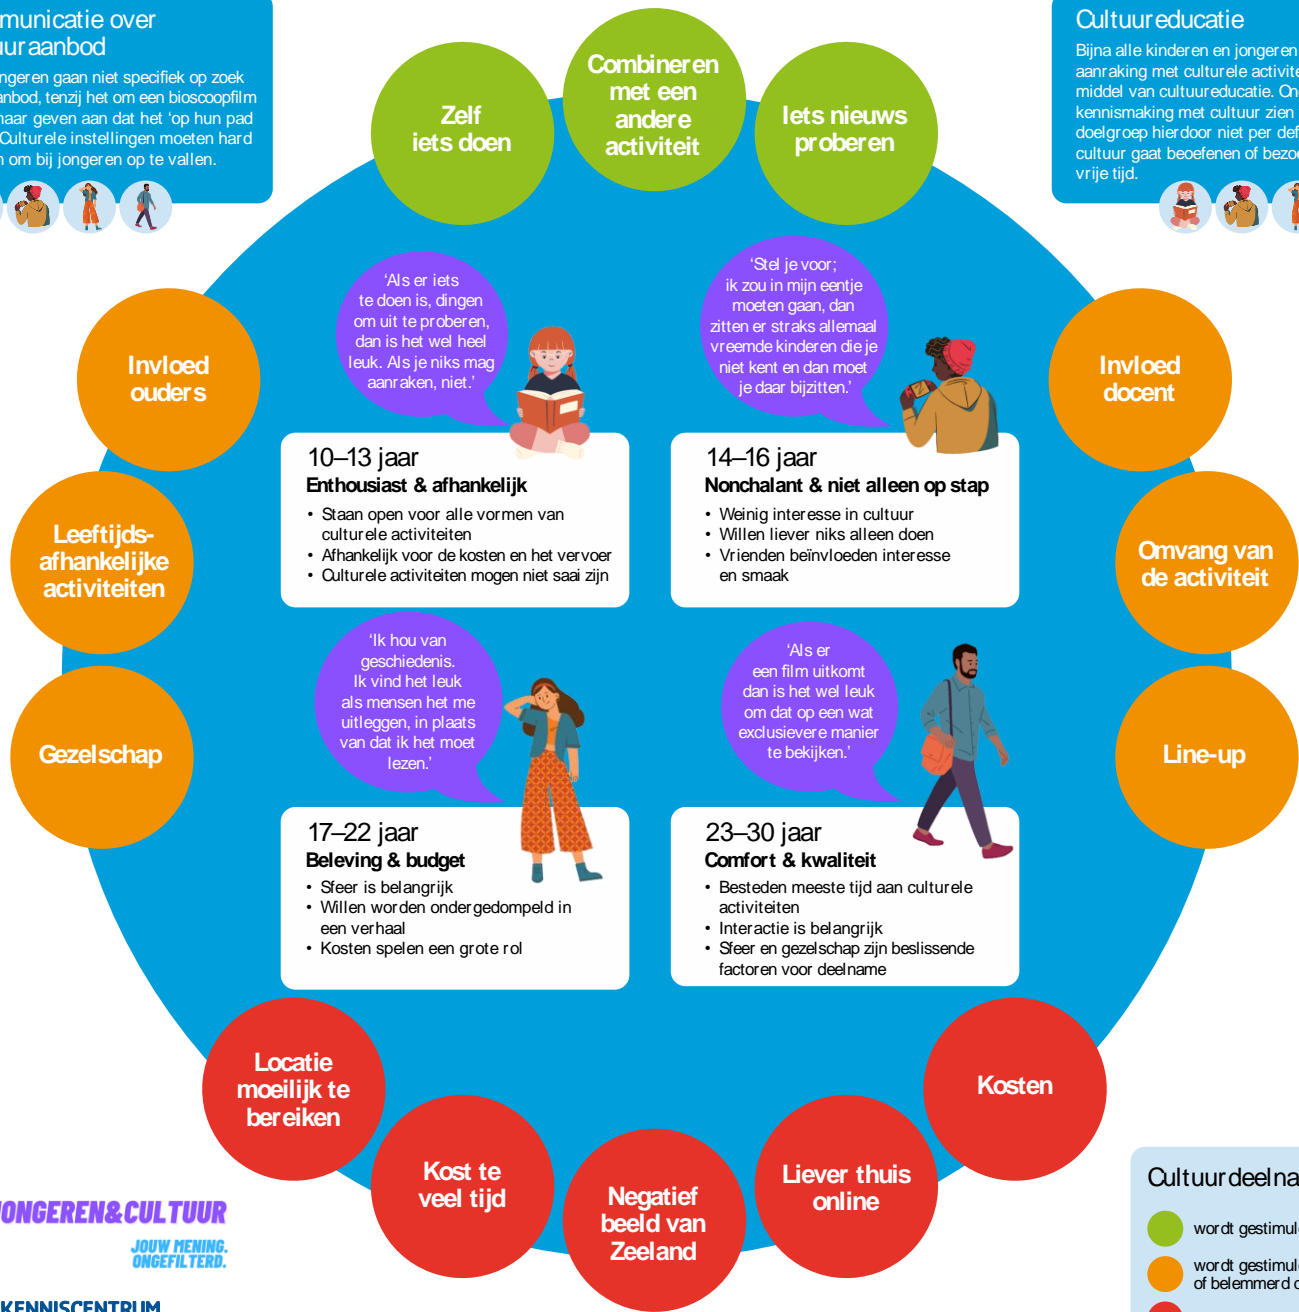 municatie over
uuraanbod
ngeren gaan niet specifiek op zoek
anbod, tenzij het om een bioscoopfilm
naar geven aan dat het ‘op hun pad
Culturele instellingen moeten hard
n om bij jongeren op te vallen.
Cultuureducatie
Bijna alle kinderen en jongeren
aanraking met culturele activite
middel van cultuureducatie. On
kennismaking met cultuur zien
doelgroep hierdoor niet per def
cultuur gaat beoefenen of bezoe
vrije tijd.
Zelf
iets doen
Combineren
met een
andere
activiteit
Iets nieuws
proberen
Invloed
ouders
Leeftijds-
afhankelijke
activiteiten
Gezelschap
Invloed
docent
Omvang van
de activiteit
Line-up
‘Als er iets
te doen is, dingen
om uit te proberen,
dan is het wel heel
leuk. Als je niks mag
aanraken, niet.’
10–13 jaar
Enthousiast & afhankelijk
• Staan open voor alle vormen van
culturele activiteiten
• Afhankelijk voor de kosten en het vervoer
• Culturele activiteiten mogen niet saai zijn
‘Stel je voor;
ik zou in mijn eentje
moeten gaan, dan
zitten er straks allemaal
vreemde kinderen die je
niet kent en dan moet
je daar bijzitten.’
14–16 jaar
Nonchalant & niet alleen op stap
• Weinig interesse in cultuur
• Willen liever niks alleen doen
• Vrienden beïnvloeden interesse
en smaak
‘Ik hou van
geschiedenis.
Ik vind het leuk
als mensen het me
uitleggen, in plaats
van dat ik het moet
lezen.’
17–22 jaar
Beleving & budget
• Sfeer is belangrijk
• Willen worden ondergedompeld in
een verhaal
• Kosten spelen een grote rol
‘Als er
een film uitkomt
dan is het wel leuk
om dat op een wat
exclusievere manier
te bekijken.’
23–30 jaar
Comfort & kwaliteit
• Besteden meeste tijd aan culturele
activiteiten
• Interactie is belangrijk
• Sfeer en gezelschap zijn beslissende
factoren voor deelname
Locatie
moeilijk te
bereiken
Kost te
veel tijd
Negatief
beeld van
Zeeland
Liever thuis
online
Kosten
JONGEREN&CULTUUR
JOUW MENING.
ONGEFILTERD.
KENNISCENTRUM
Cultuurdeelna
wordt gestimul
wordt gestimul
of belemmerd